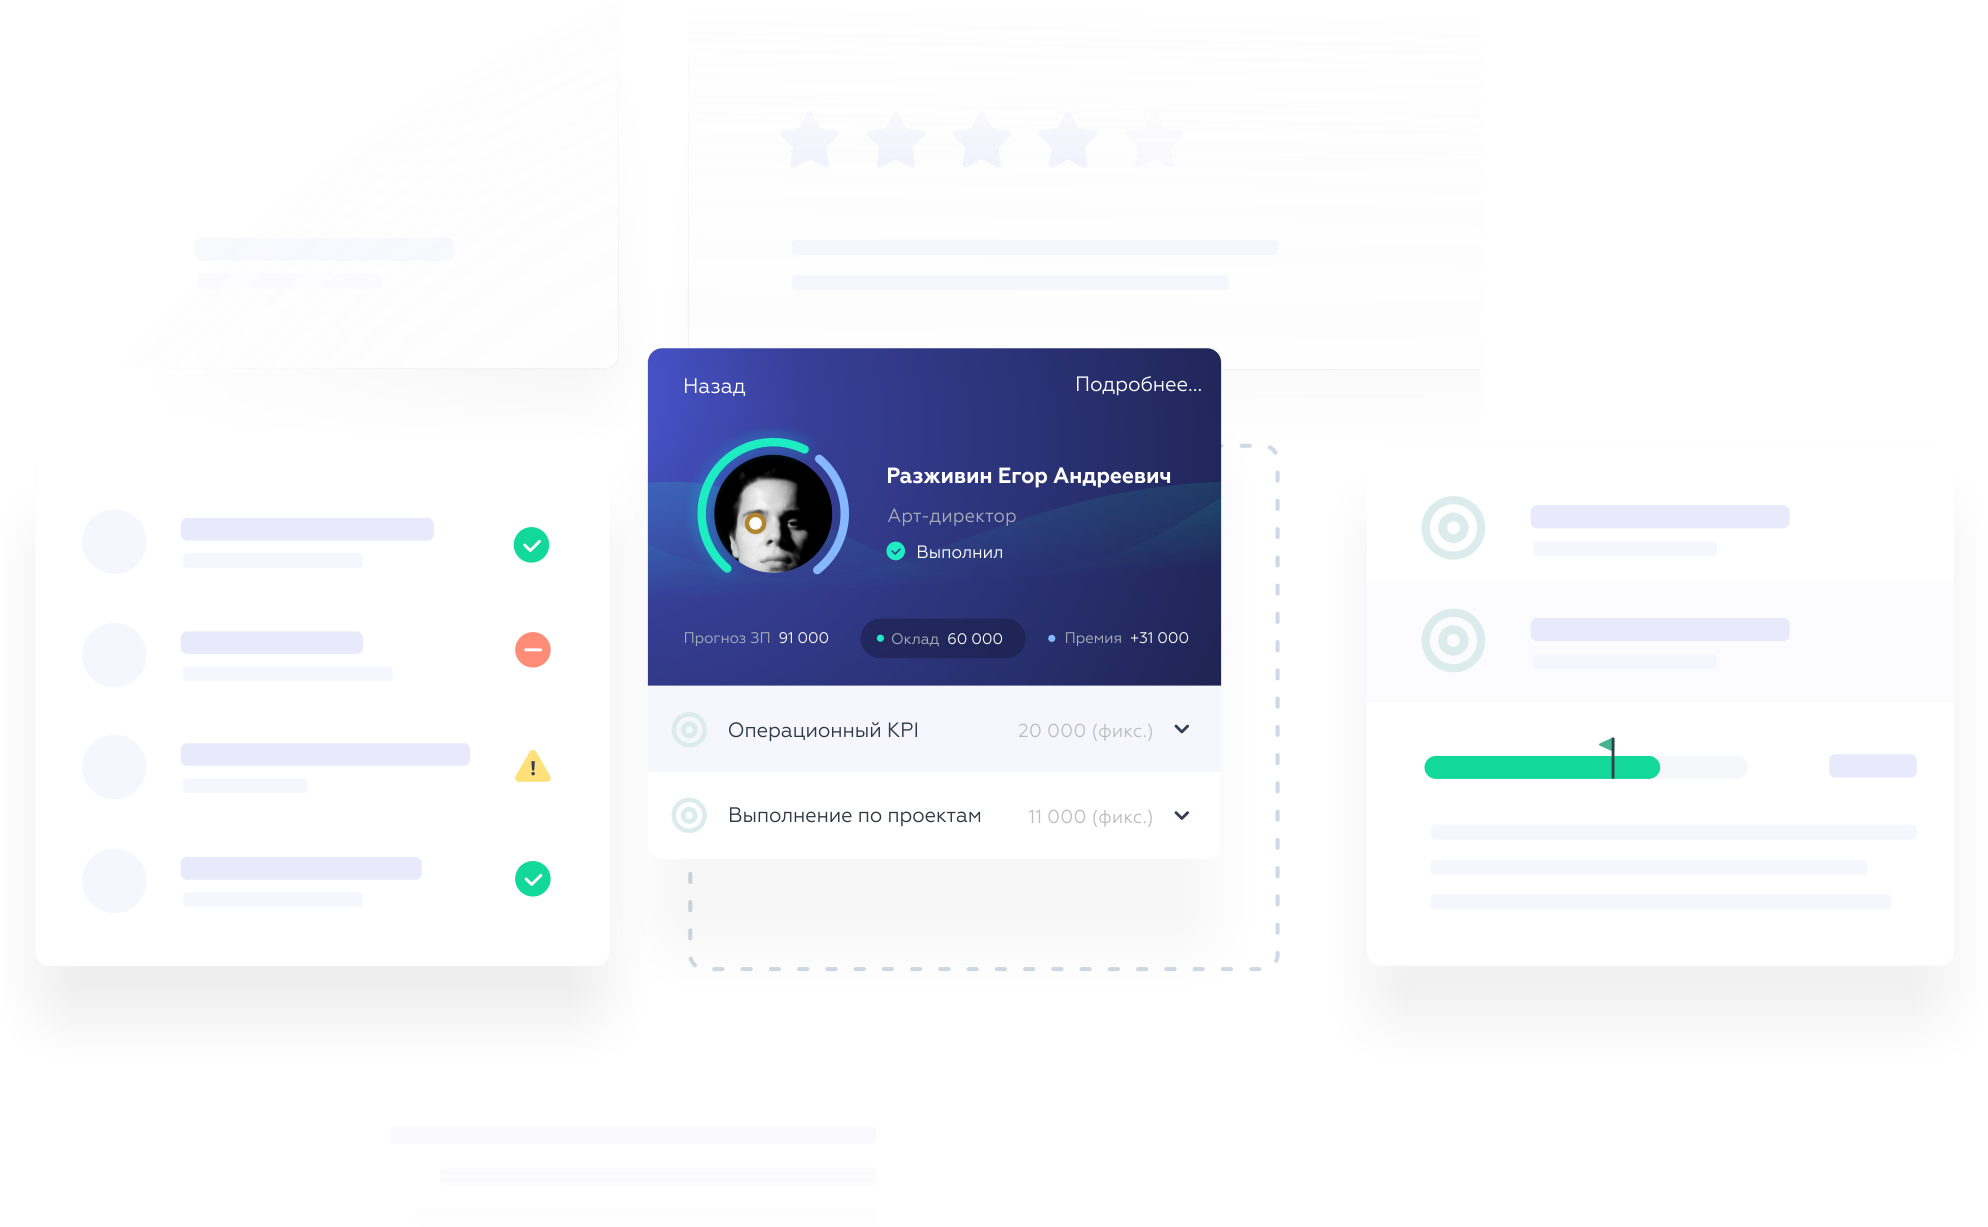 Назад
Подробнее...
Разживин Егор Андреевич
Арт-директор
Выполнил
Прогноз ЗП 91 000
Оклад 60 000
Премия +31 000
Операционный KPI 20 000 (фикс.)
Выполнение по проектам 11 000 (фикс.)